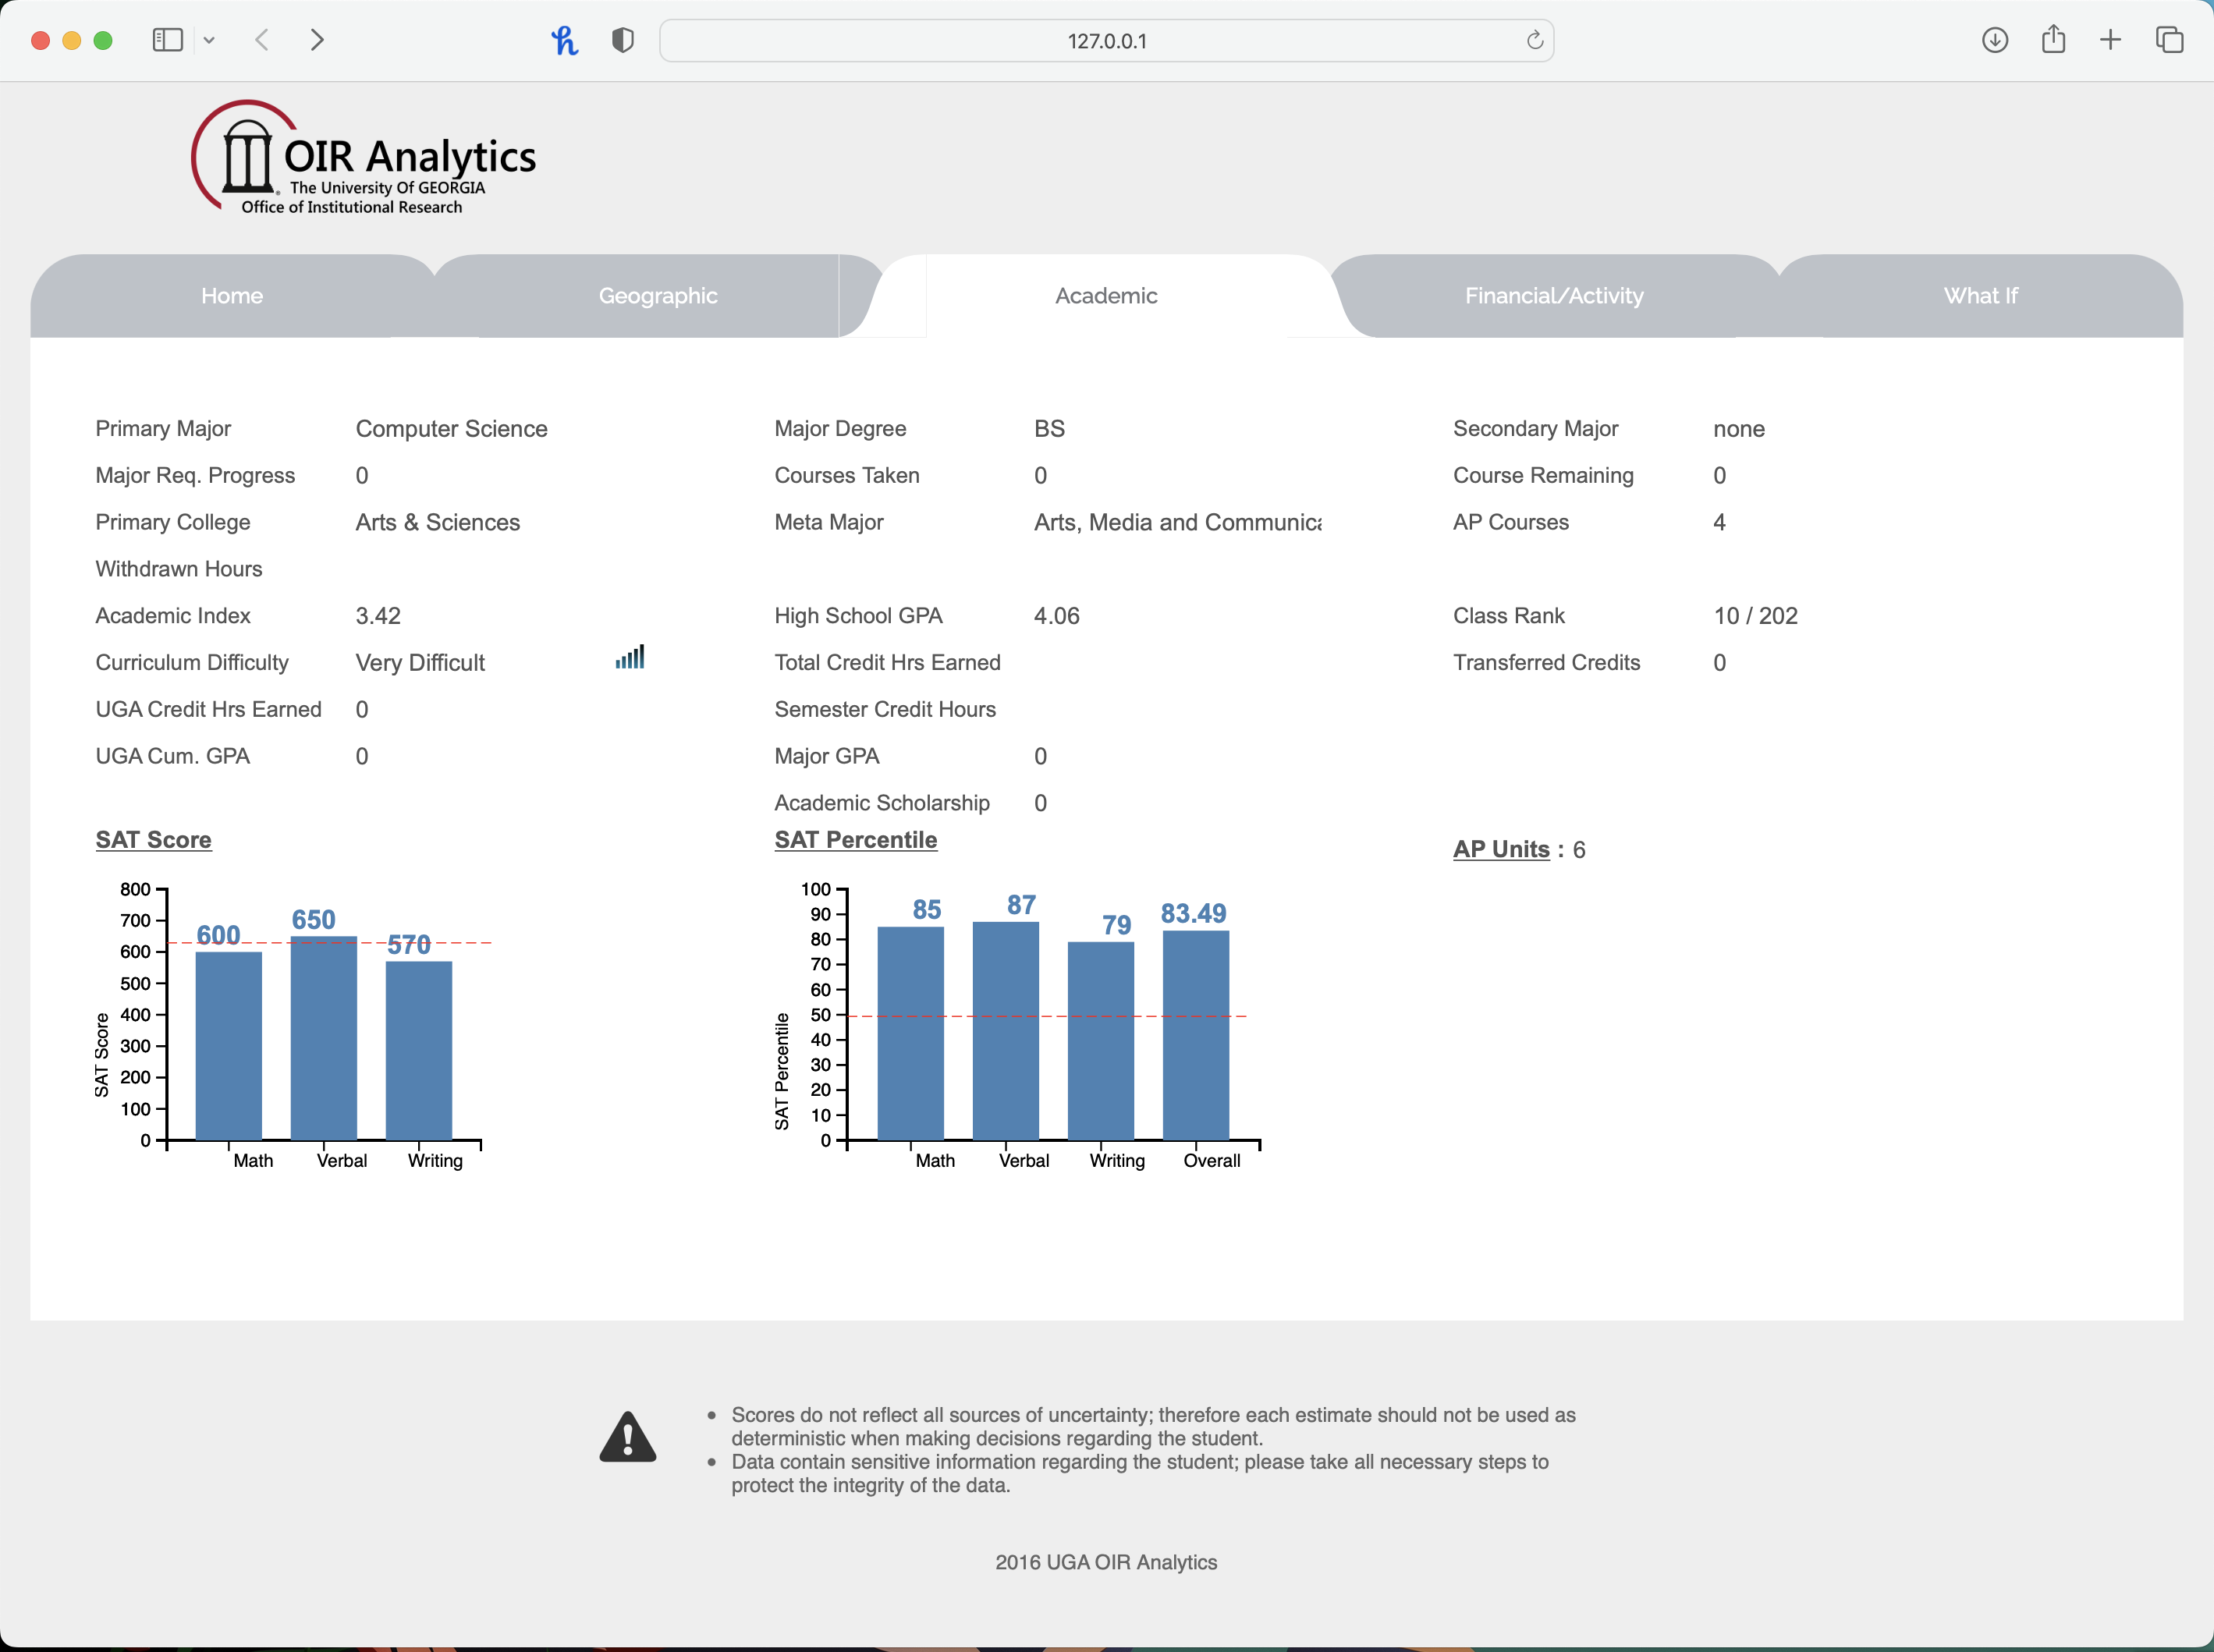 127.0.0.1
OIR Analytics
The University Of GEORGIA
Office of Institutional Research
Home Geographic Academic Financial/Activity What If
Primary Major Computer Science Major Degree BS Secondary Major none
Major Req. Progress 0 Courses Taken 0 Course Remaining 0
Primary College Arts & Sciences Meta Major Arts, Media and Communica AP Courses 4
Withdrawn Hours
Academic Index 3.42 High School GPA 4.06 Class Rank 10 / 202
Curriculum Difficulty Very Difficult Total Credit Hrs Earned Transferred Credits 0
UGA Credit Hrs Earned 0 Semester Credit Hours
UGA Cum. GPA 0 Major GPA 0
Academic Scholarship 0
SAT Score
800
700
600
500
400
300
200
100
0
SAT Score
600 650 570
Math Verbal Writing
SAT Percentile
100
90
80
70
60
50
40
30
20
10
0
SAT Percentile
85 87 79 83.49
Math Verbal Writing Overall
AP Units : 6
• Scores do not reflect all sources of uncertainty; therefore each estimate should not be used as
deterministic when making decisions regarding the student.
• Data contain sensitive information regarding the student; please take all necessary steps to
protect the integrity of the data.
2016 UGA OIR Analytics